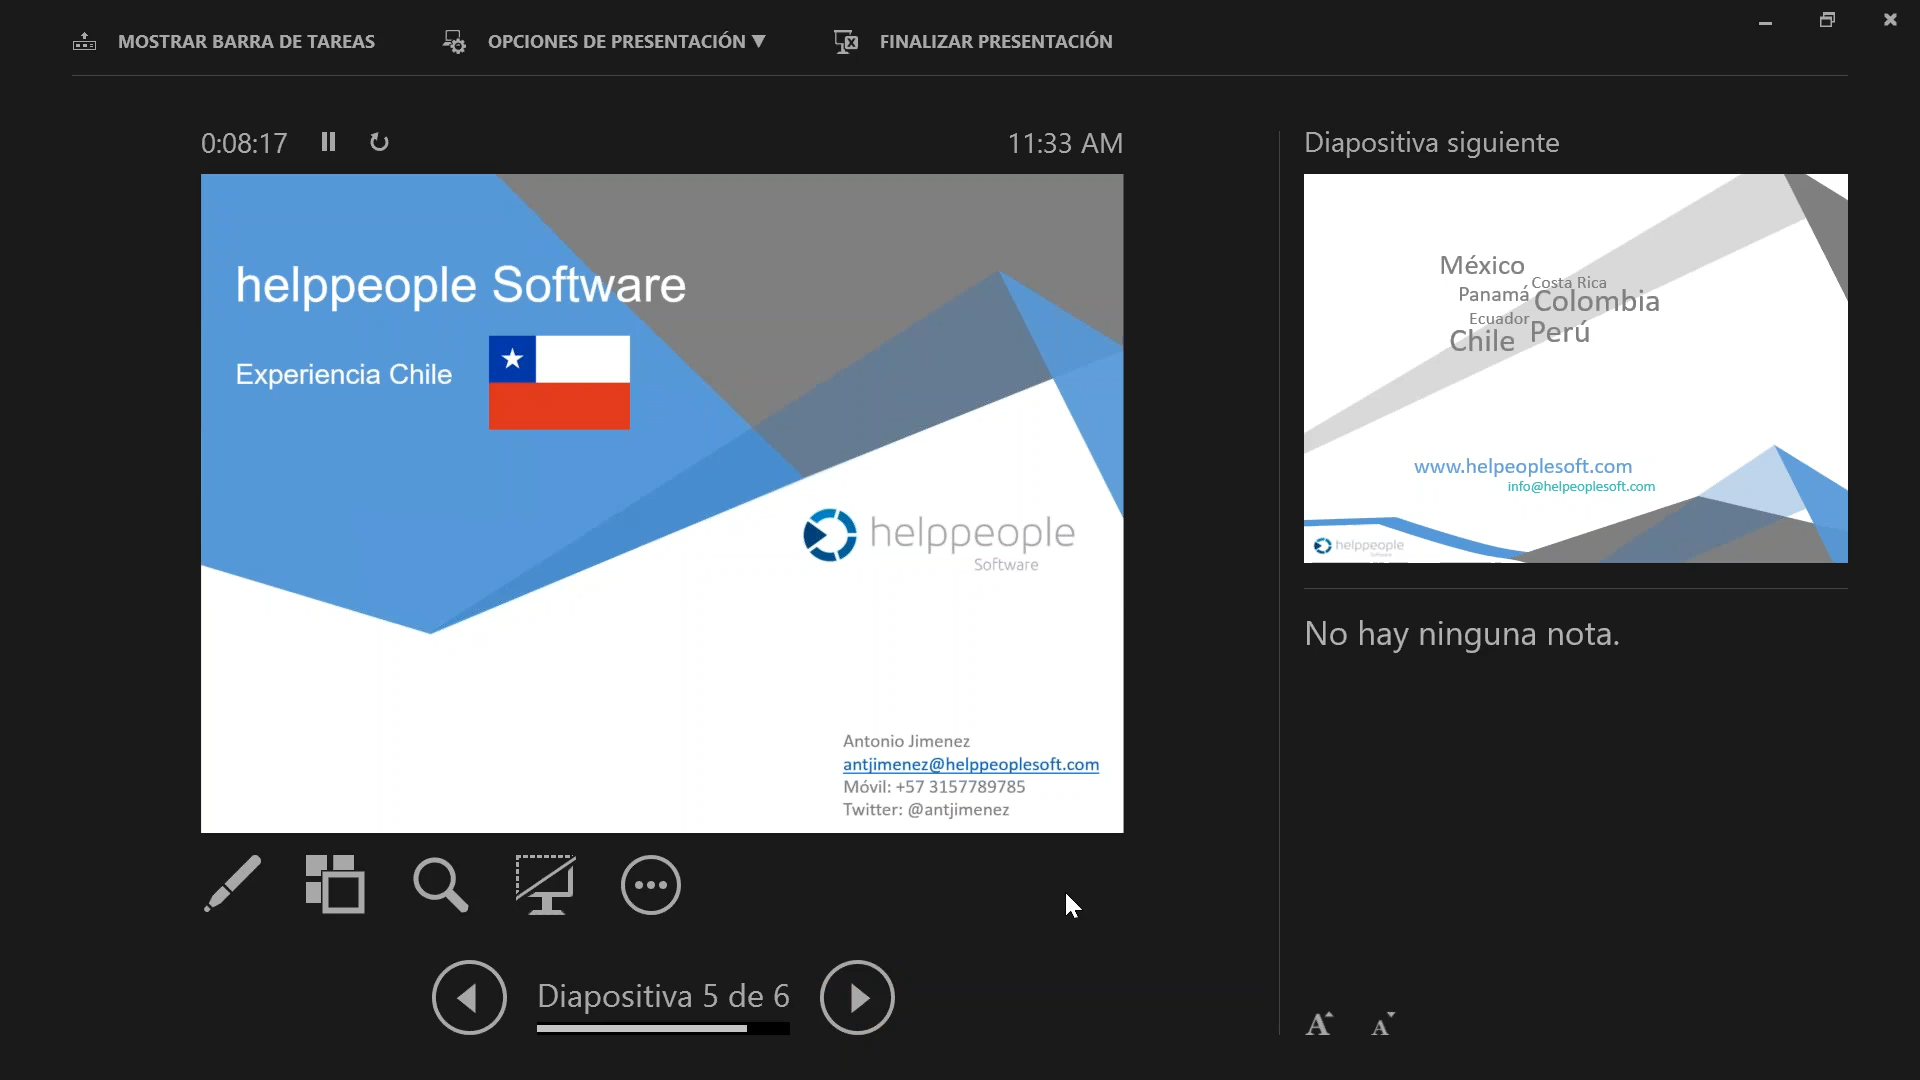 MOSTRAR BARRA DE TAREAS
OPCIONES DE PRESENTACIÓN ▼
FINALIZAR PRESENTACIÓN
0:08:17
11:33 AM
helppeople Software
Experiencia Chile
helppeople
Software
Antonio Jimenez
antjimenez@helppeoplesoft.com
Móvil: +57 3157789785
Twitter: @antjimenez
Diapositiva 5 de 6
Diapositiva siguiente
México
Costa Rica
Panamá
Colombia
Ecuador
Perú
Chile
www.helpeoplesoft.com
info@helpeoplesoft.com
helppeople
Software
No hay ninguna nota.
A
A